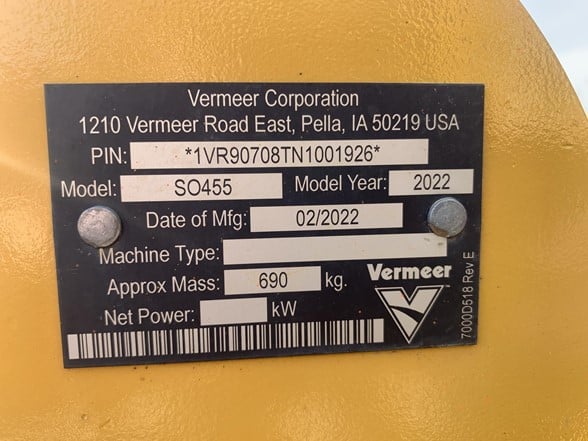 Vermeer Corporation
1210 Vermeer Road East, Pella, IA 50219 USA
PIN: *1VR90708TN1001926*
Model: SO455 Model Year: 2022
Date of Mfg: 02/2022
Machine Type:
Approx Mass: 690 kg.
Net Power: kW
Vermeer
7000D518 Rev E